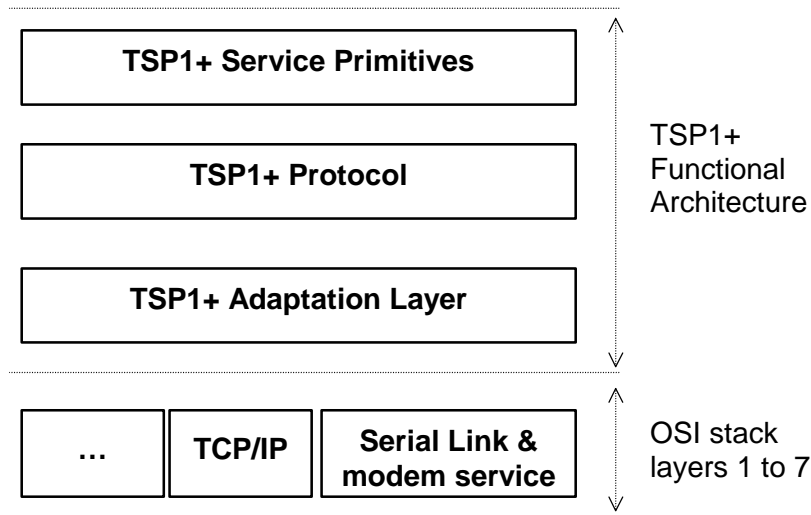 TSP1+ Service Primitives
TSP1+ Protocol
TSP1+ Adaptation Layer
TSP1+
Functional
Architecture
…
TCP/IP
Serial Link &
modem service
OSI stack
layers 1 to 7